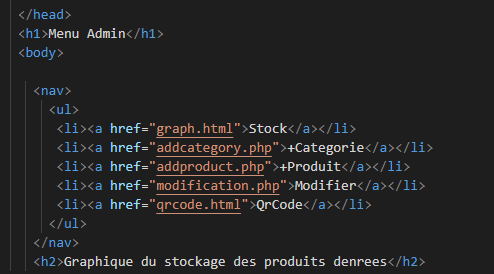 </head>
<h1>Menu Admin</h1>
<body>
<nav>
<ul>
<li><a href="graph.html">Stock</a></li>
<li><a href="addcategory.php">+Categorie</a></li>
<li><a href="addproduct.php">+Produit</a></li>
<li><a href="modification.php">Modifier</a></li>
<li><a href="qrcode.html">QrCode</a></li>
</ul>
</nav>
<h2>Graphique du stockage des produits denrees</h2>